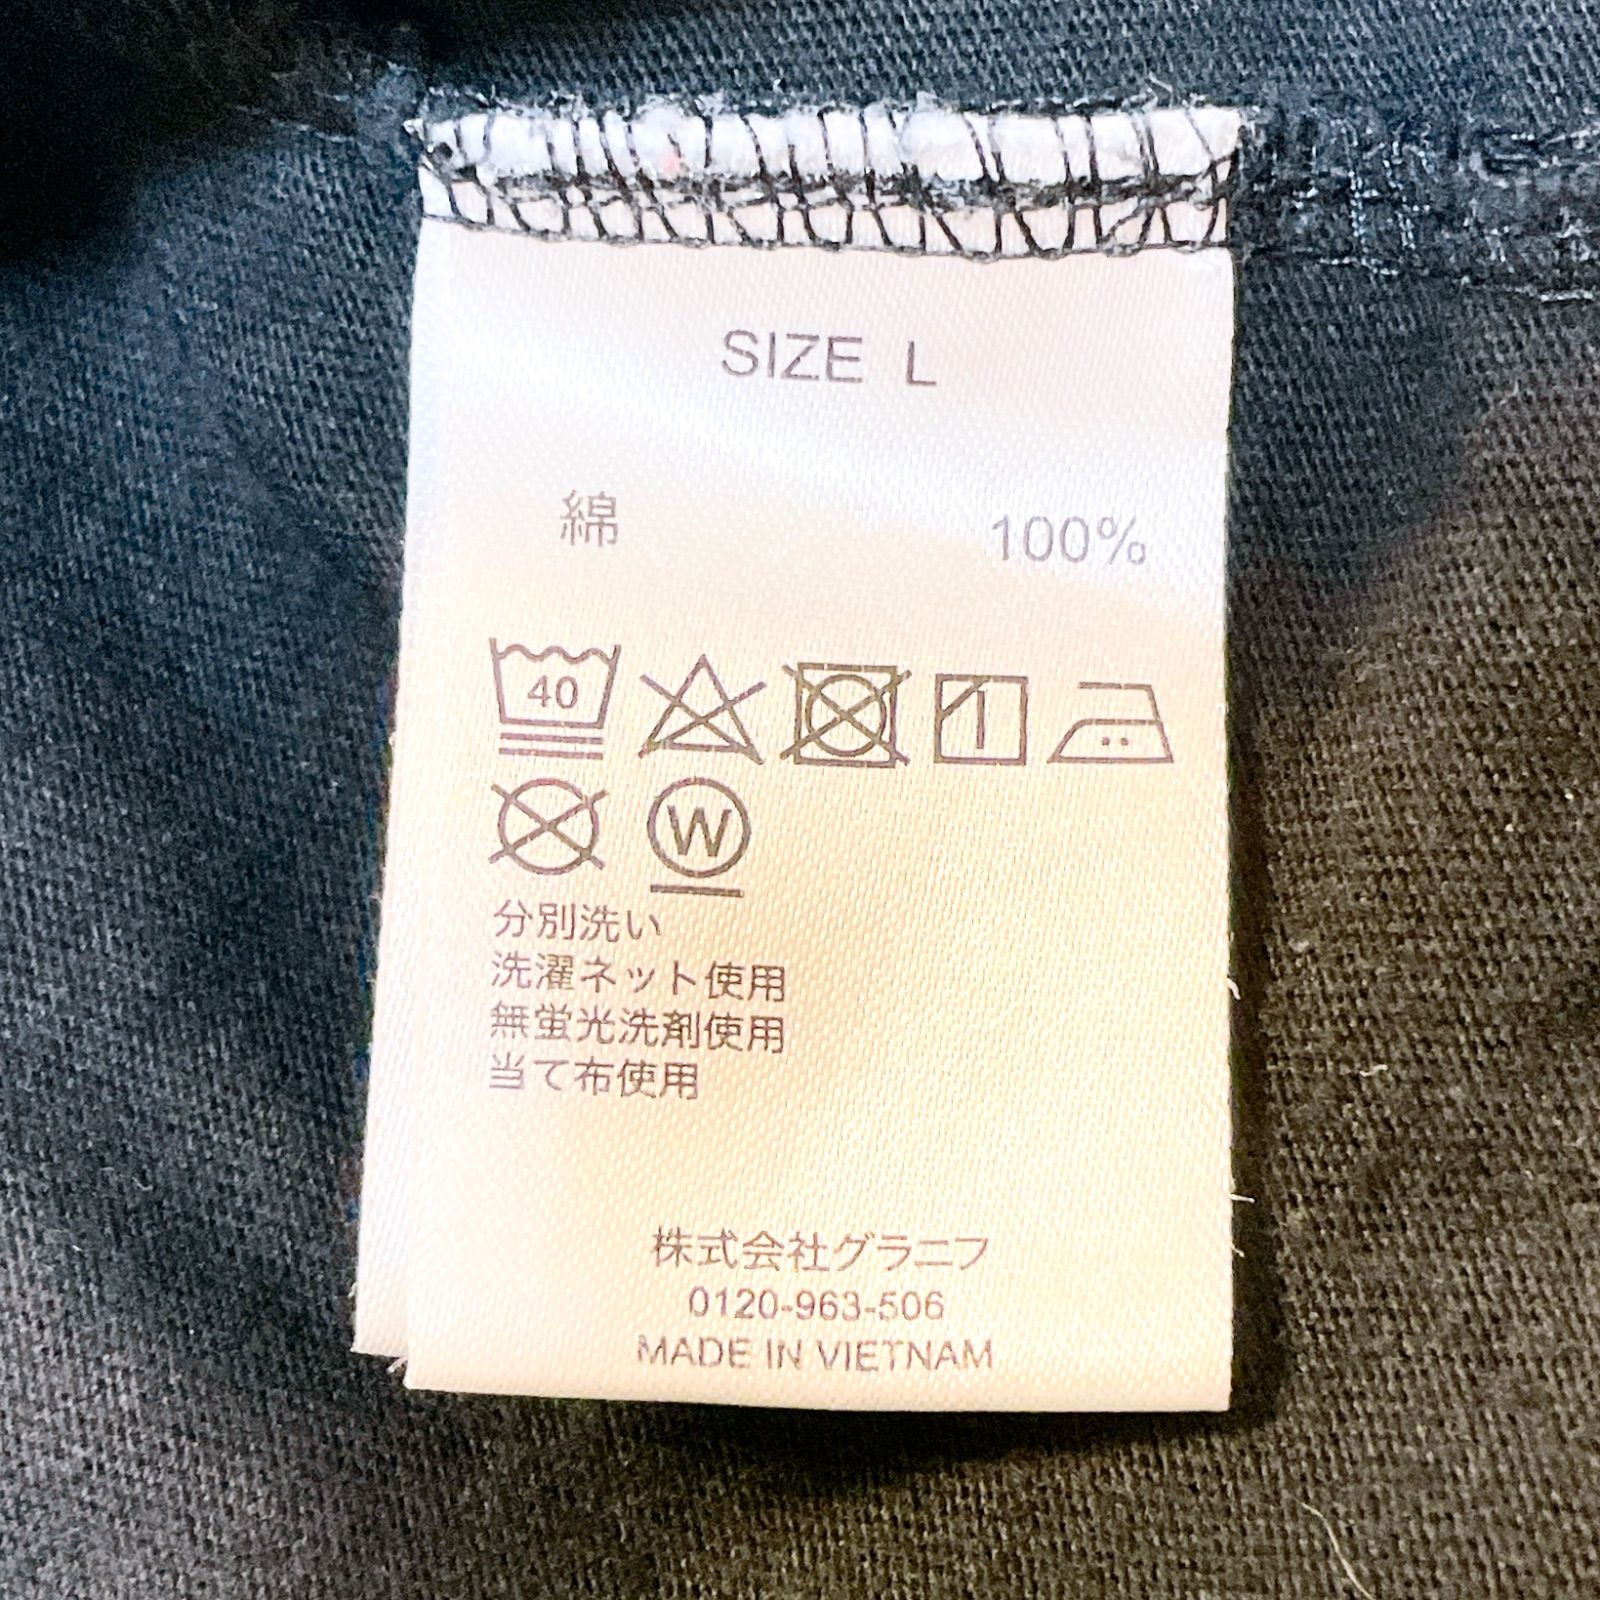 SIZE L
綿 100%
40
W
分別洗い
洗濯ネット使用
無蛍光洗剤使用
当て布使用
株式会社グラニフ
0120-963-506
MADE IN VIETNAM